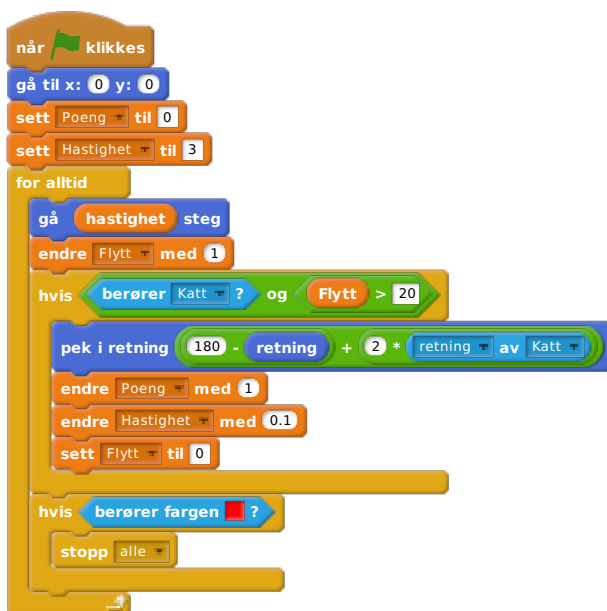 når klikkes
gå til x: 0 y: 0
sett Poeng til 0
sett Hastighet til 3
for alltid
gå hastighet steg
endre Flytt med 1
hvis berører Katt ? og Flytt > 20
pek i retning 180 - retning + 2 * retning av Katt
endre Poeng med 1
endre Hastighet med 0.1
sett Flytt til 0
hvis berører fargen ?
stopp alle